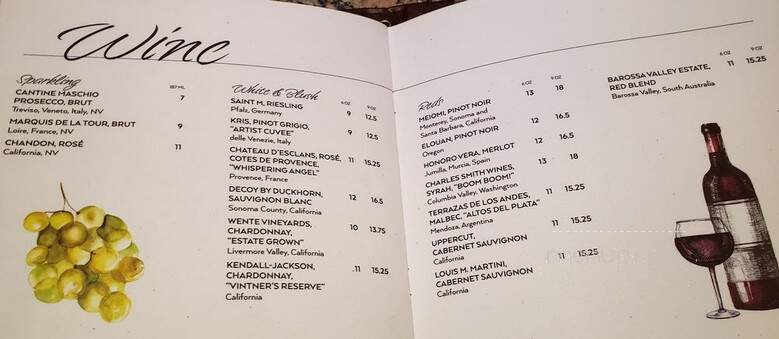 Wine
Sparkling
187 ML
CANTINE MASCHIO
PROSECCO, BRUT 7
Treviso, Veneto, Italy, NV
MARQUIS DE LA TOUR, BRUT 9
Loire, France, NV
CHANDON, ROSÉ 11
California, NV
White & Blush
6 OZ 9 OZ
SAINT M, RIESLING 9 12.5
Pfalz, Germany
KRIS, PINOT GRIGIO, 9 12.5
"ARTIST CUVEE"
delle Venezie, Italy
CHATEAU D'ESCLANS, ROSÉ, 11 15.25
COTES DE PROVENCE,
"WHISPERING ANGEL"
Provence, France
DECOY BY DUCKHORN, 12 16.5
SAUVIGNON BLANC
Sonoma County, California
WENTE VINEYARDS, 10 13.75
CHARDONNAY,
"ESTATE GROWN"
Livermore Valley, California
KENDALL-JACKSON, 11 15.25
CHARDONNAY,
"VINTNER'S RESERVE"
California
Reds
6 OZ 9 OZ
MEIOMI, PINOT NOIR 13 18
Monterey, Sonoma and
Santa Barbara, California
ELOUAN, PINOT NOIR 12 16.5
Oregon
HONORO VERA, MERLOT 12 16.5
Jumilla, Murcia, Spain
CHARLES SMITH WINES, 13 18
SYRAH, "BOOM BOOM!"
Columbia Valley, Washington
TERRAZAS DE LOS ANDES, 11 15.25
MALBEC, "ALTOS DEL PLATA"
Mendoza, Argentina
UPPERCUT, 11 15.25
CABERNET SAUVIGNON
California
LOUIS M. MARTINI, 11 15.25
CABERNET SAUVIGNON
California
6 OZ 9 OZ
BAROSSA VALLEY ESTATE, 11 15.25
RED BLEND
Barossa Valley, South Australia